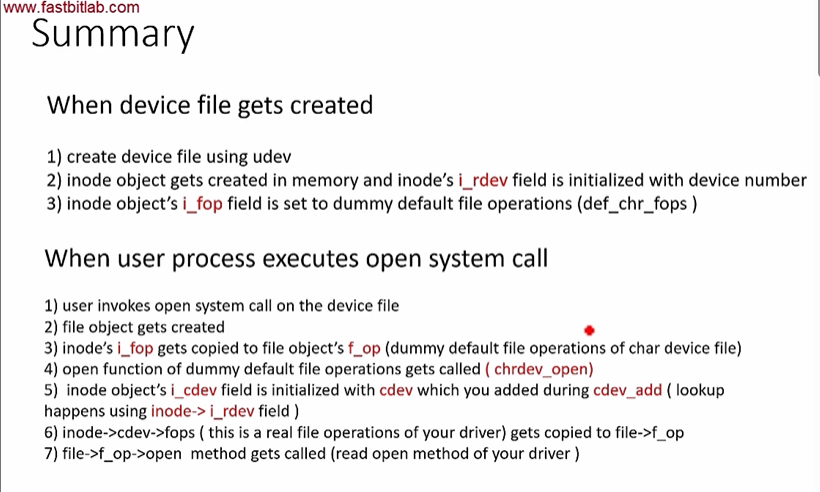 www.fastbitlab.com
Summary
When device file gets created
1) create device file using udev
2) inode object gets created in memory and inode's i_rdev field is initialized with device number
3) inode object's i_fop field is set to dummy default file operations (def_chr_fops )
When user process executes open system call
1) user invokes open system call on the device file
2) file object gets created
3) inode's i_fop gets copied to file object's f_op (dummy default file operations of char device file)
4) open function of dummy default file operations gets called ( chrdev_open)
5) inode object's i_cdev field is initialized with cdev which you added during cdev_add ( lookup
happens using inode-> i_rdev field )
6) inode->cdev->fops ( this is a real file operations of your driver) gets copied to file->f_op
7) file->f_op->open method gets called (read open method of your driver )